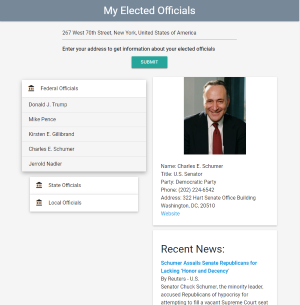 My Elected Officials
267 West 70th Street, New York, United States of America
Enter your address to get information about your elected officials
SUBMIT
Federal Officials
Donald J. Trump
Mike Pence
Kirsten E. Gillibrand
Charles E. Schumer
Jerrold Nadler
State Officials
Local Officials
Name: Charles E. Schumer
Title: U.S. Senator
Party: Democratic Party
Phone: (202) 224-6542
Address: 322 Hart Senate Office Building
Washington, DC, 20510
Website
Recent News:
Schumer Assails Senate Republicans for
Lacking 'Honor and Decency'
By Reuters - U.S.
Senator Chuck Schumer, the minority leader,
accused Republicans of hypocrisy for
attempting to fill a vacant Supreme Court seat